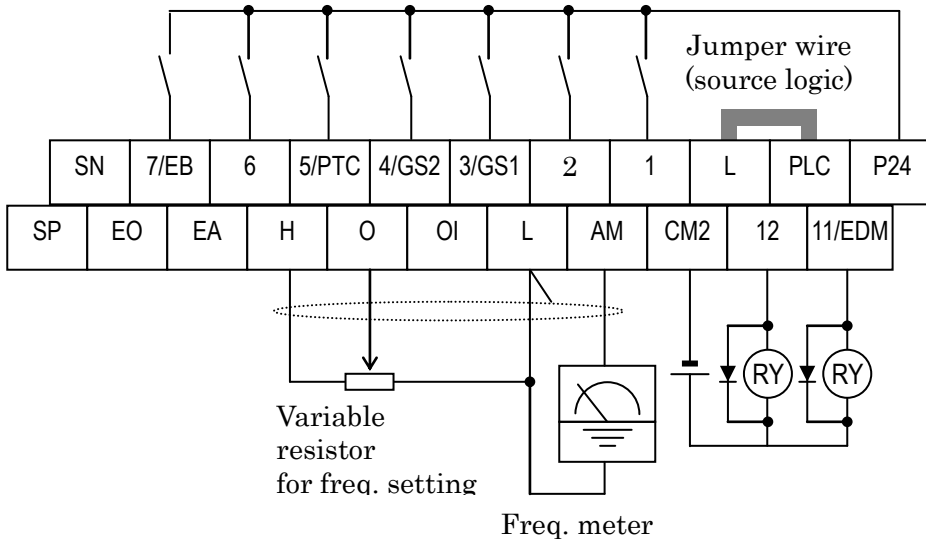 Jumper wire
(source logic)
SN 7/EB 6 5/PTC 4/GS2 3/GS1 2 1 L PLC P24
SP EO EA H O OI L AM CM2 12 11/EDM
RY RY
Variable
resistor
for freq. setting
Freq. meter